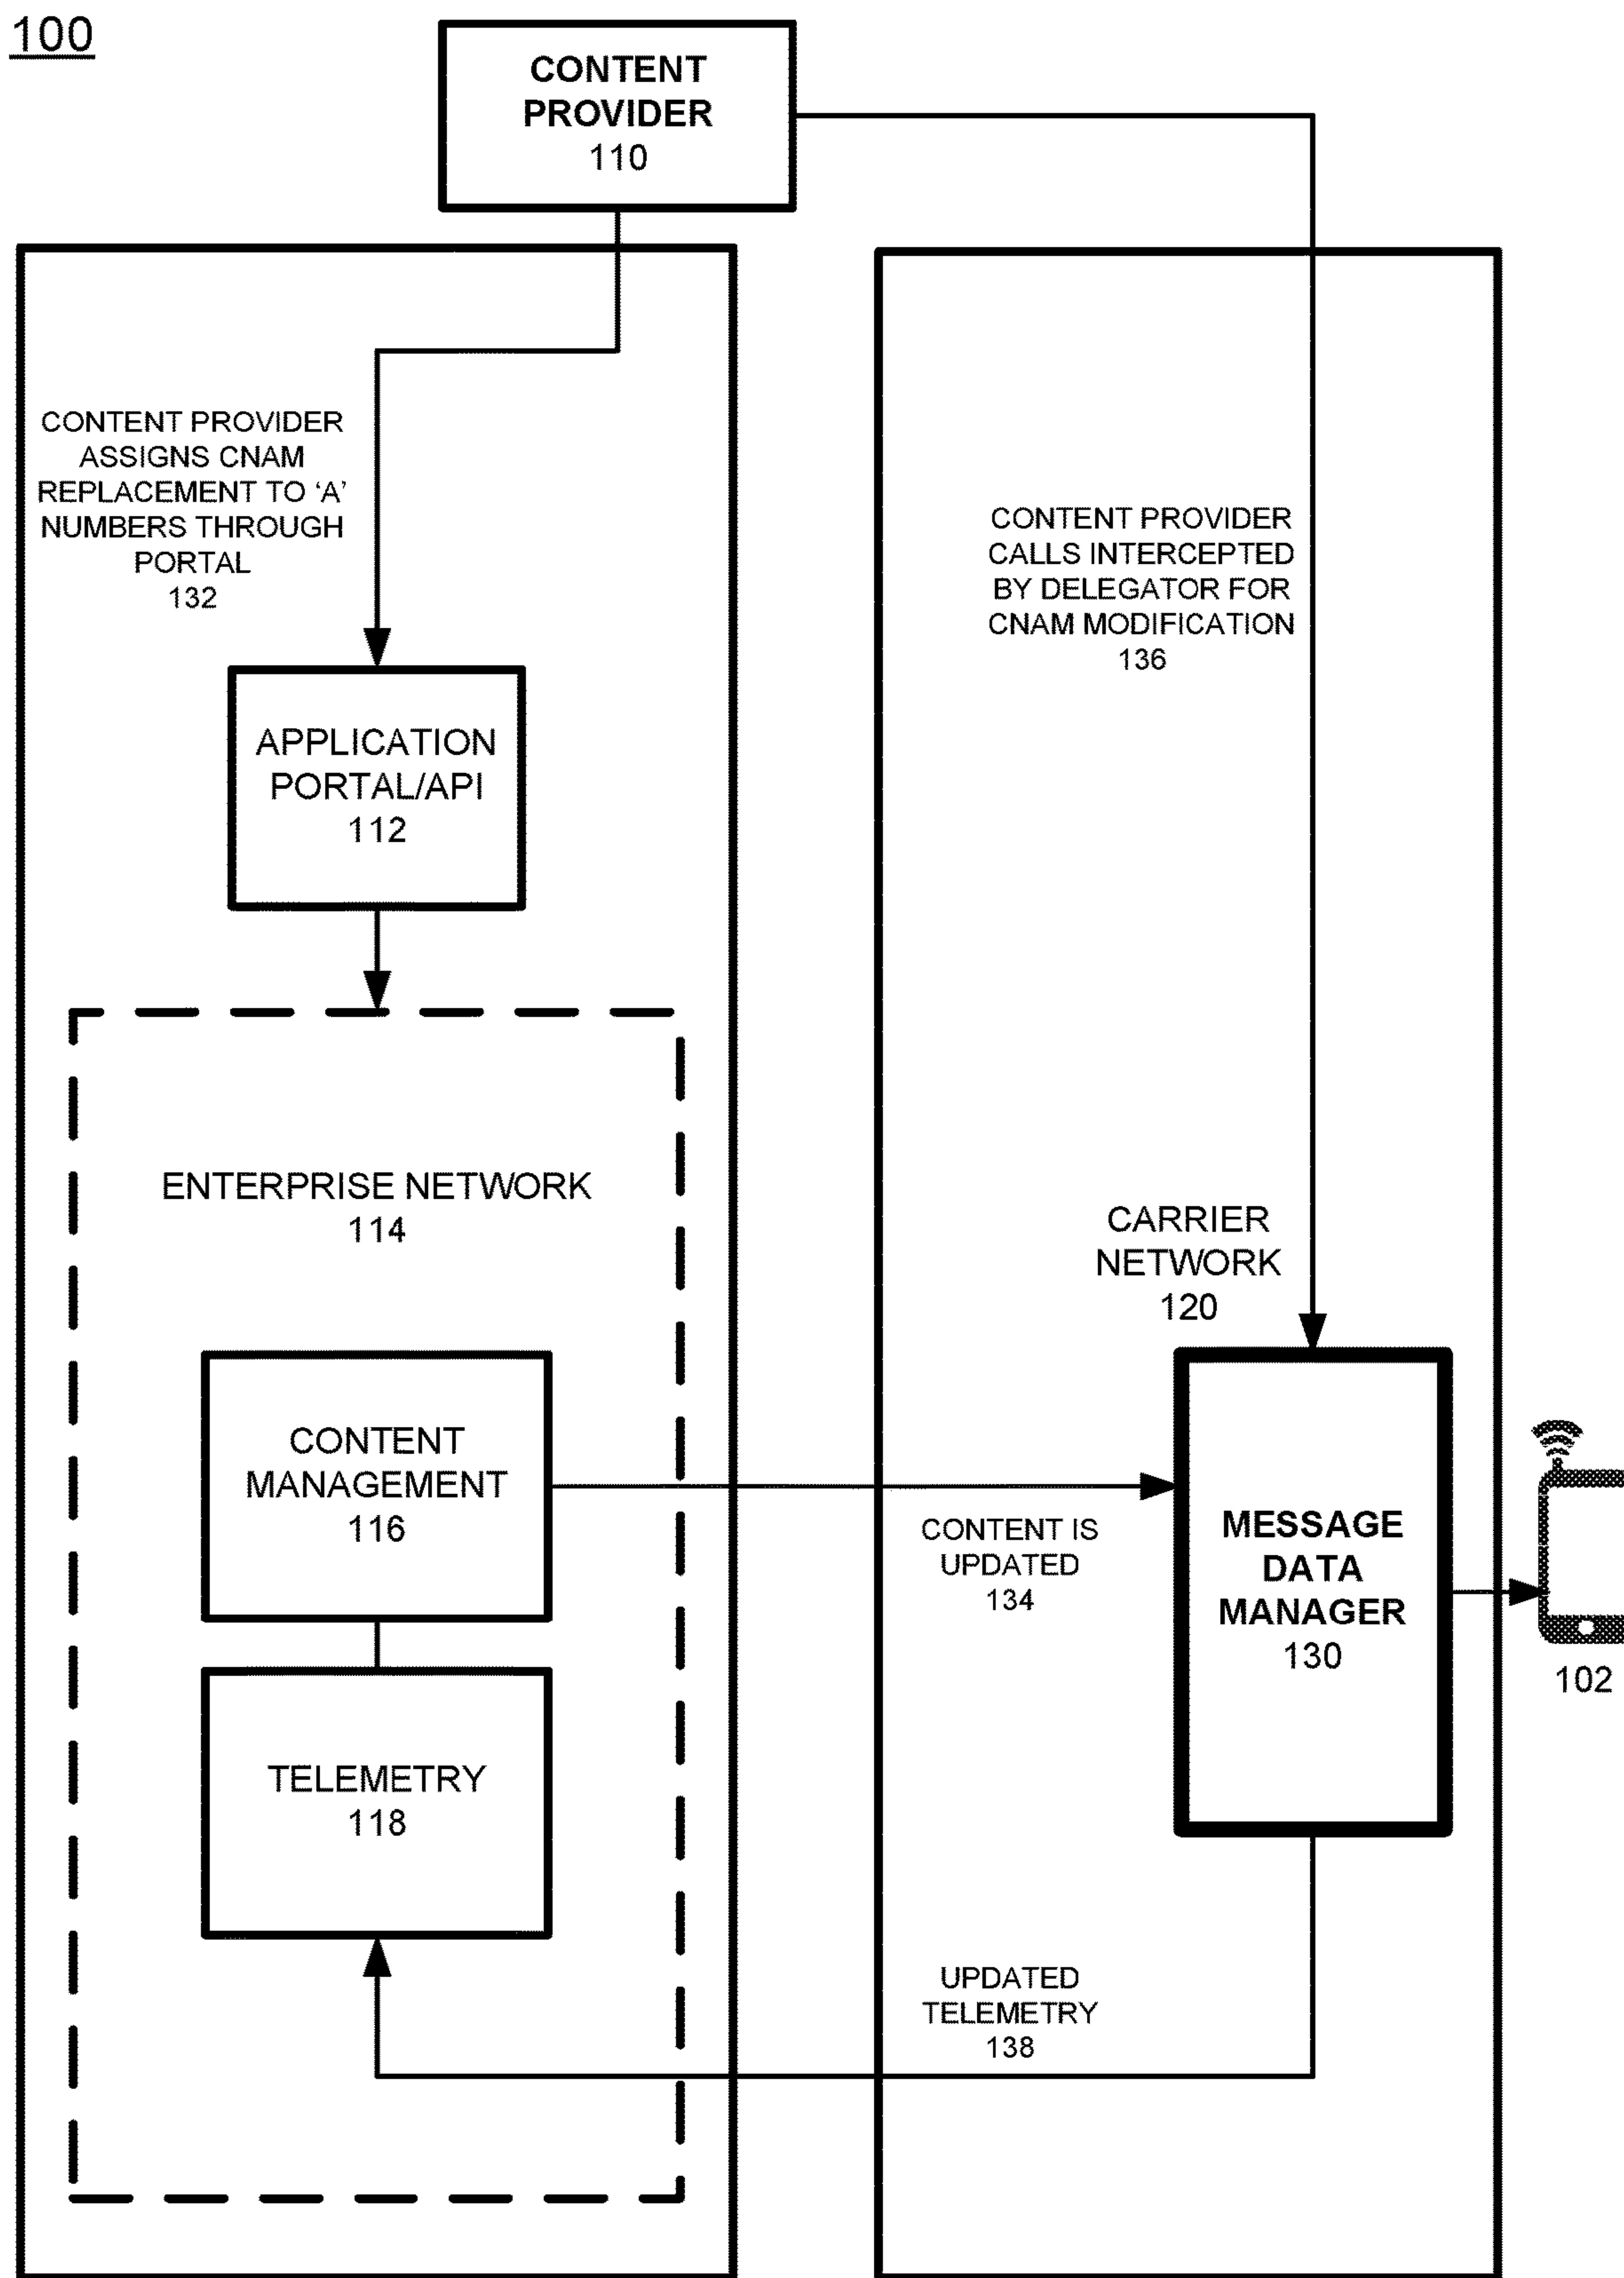 100
CONTENT
PROVIDER
110
CONTENT PROVIDER
ASSIGNS CNAM
REPLACEMENT TO ‘A’
NUMBERS THROUGH
PORTAL
132
APPLICATION
PORTAL/API
112
ENTERPRISE NETWORK
114
CONTENT
MANAGEMENT
116
TELEMETRY
118
CONTENT PROVIDER
CALLS INTERCEPTED
BY DELEGATOR FOR
CNAM MODIFICATION
136
CARRIER
NETWORK
120
CONTENT IS
UPDATED
134
MESSAGE
DATA
MANAGER
130
102
UPDATED
TELEMETRY
138